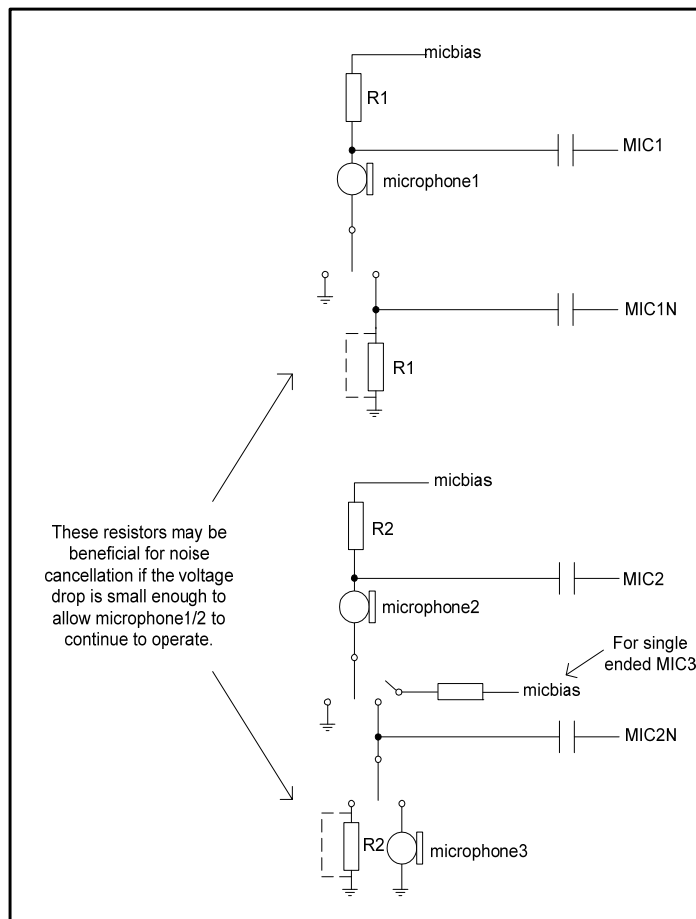 micbias
R1
MIC1
microphone1
MIC1N
R1
micbias
R2
These resistors may be
beneficial for noise
cancellation if the voltage
drop is small enough to
allow microphone1/2 to
continue to operate.
MIC2
microphone2
For single
ended MIC3
micbias
MIC2N
R2
microphone3